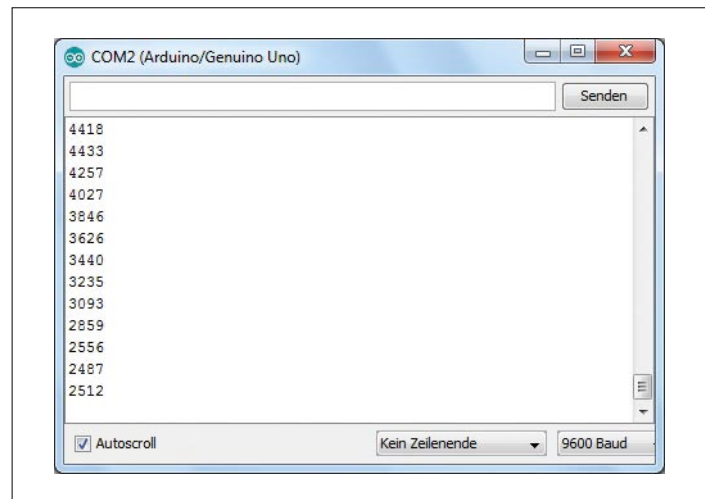 COM2 (Arduino/Genuino Uno)
Senden
4418
4433
4257
4027
3846
3626
3440
3235
3093
2859
2556
2487
2512
Autoscroll
Kein Zeilenende
9600 Baud